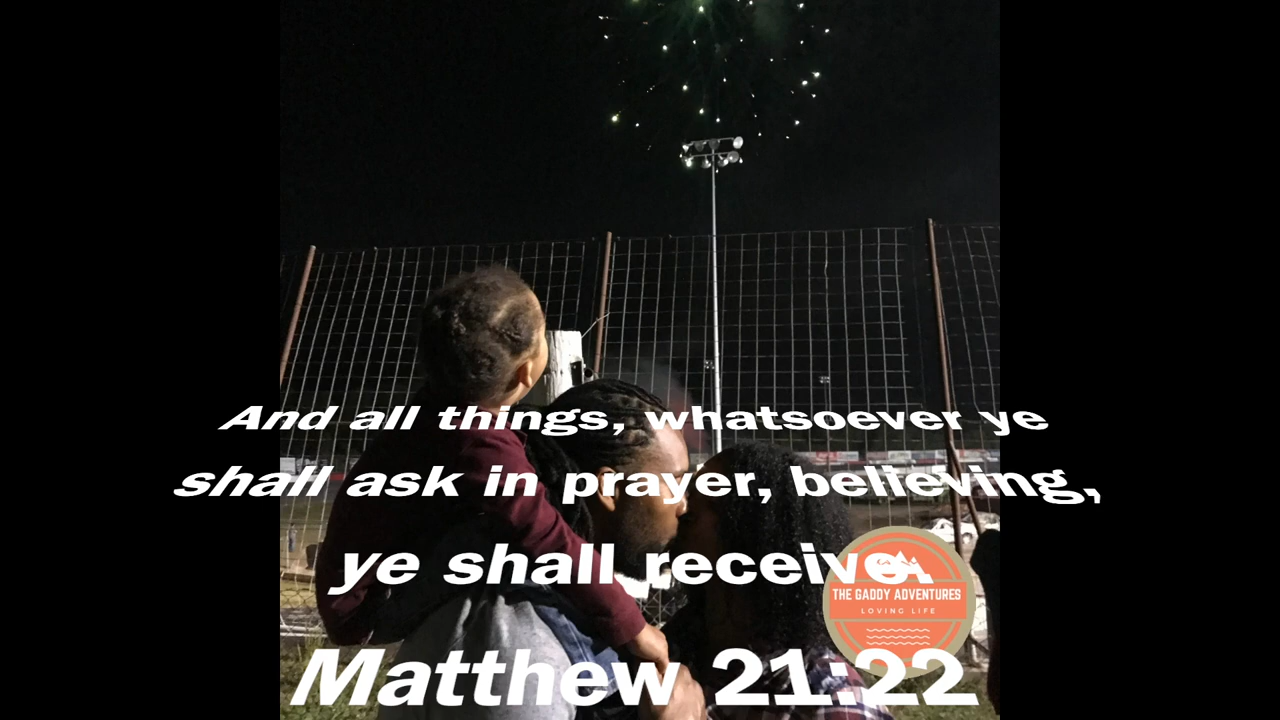 And all things, whatsoever ye
shall ask in prayer, believing,
ye shall receive.
THE GADDY ADVENTURES
LOVING LIFE
Matthew 21:22